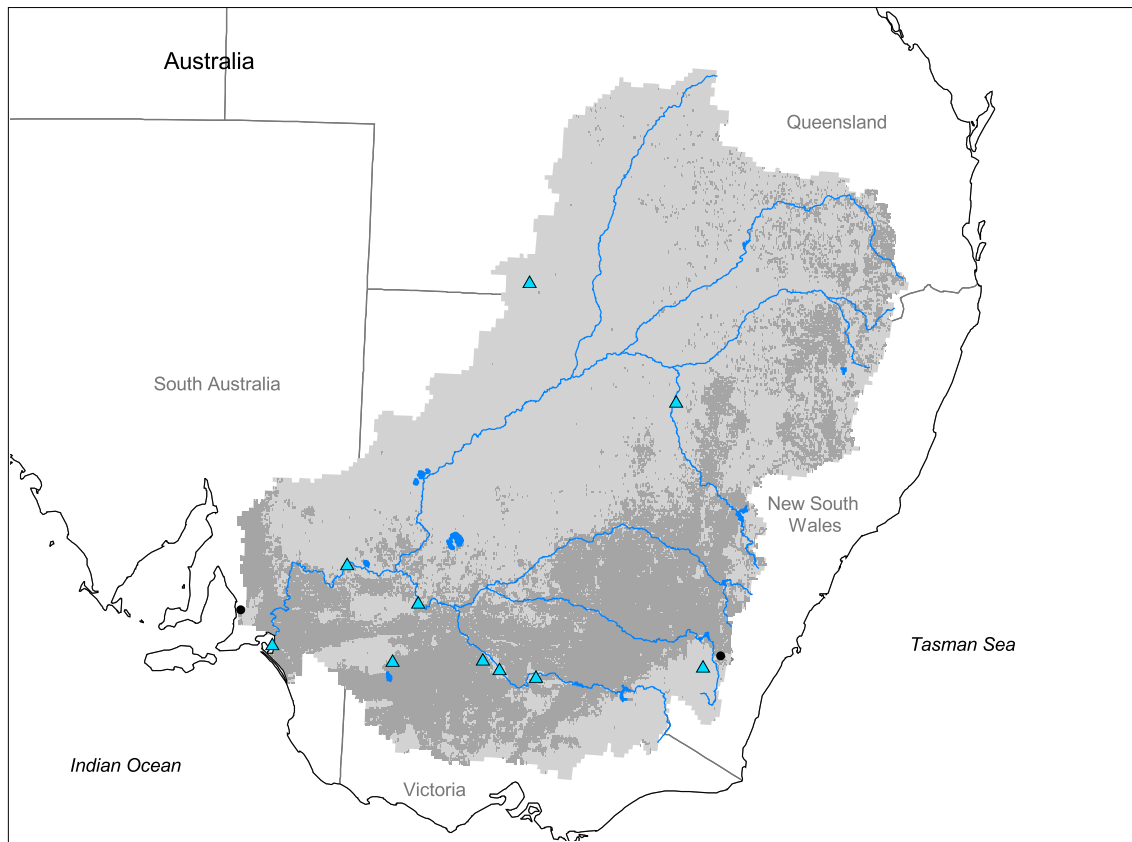 Australia
Queensland
South Australia
New South
Wales
Tasman Sea
Indian Ocean
Victoria